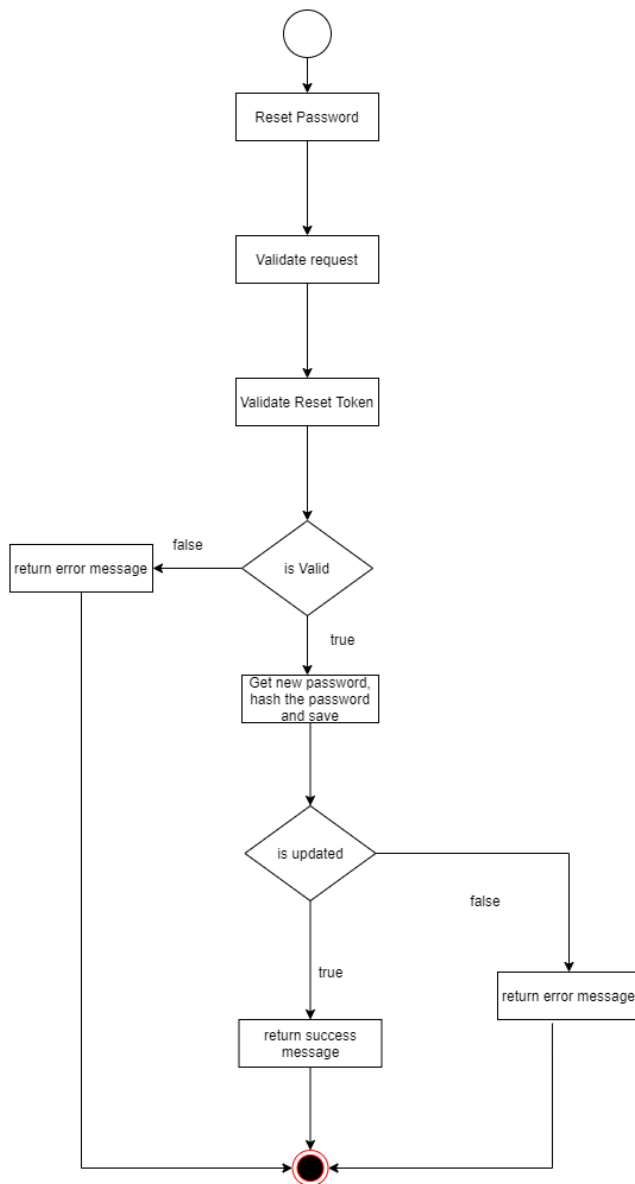 Reset Password
Validate request
Validate Reset Token
false
return error message
is Valid
true
Get new password,
hash the password
and save
is updated
false
true
return error message
return success
message